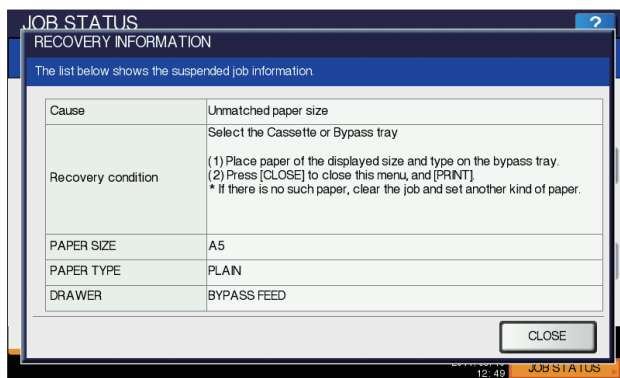 JOB STATUS
?
RECOVERY INFORMATION
The list below shows the suspended job information.
Cause
Unmatched paper size
Recovery condition
Select the Cassette or Bypass tray
(1) Place paper of the displayed size and type on the bypass tray.
(2) Press [CLOSE] to close this menu, and [PRINT].
* If there is no such paper, clear the job and set another kind of paper.
PAPER SIZE
A5
PAPER TYPE
PLAIN
DRAWER
BYPASS FEED
CLOSE
12: 49
JOB STATUS